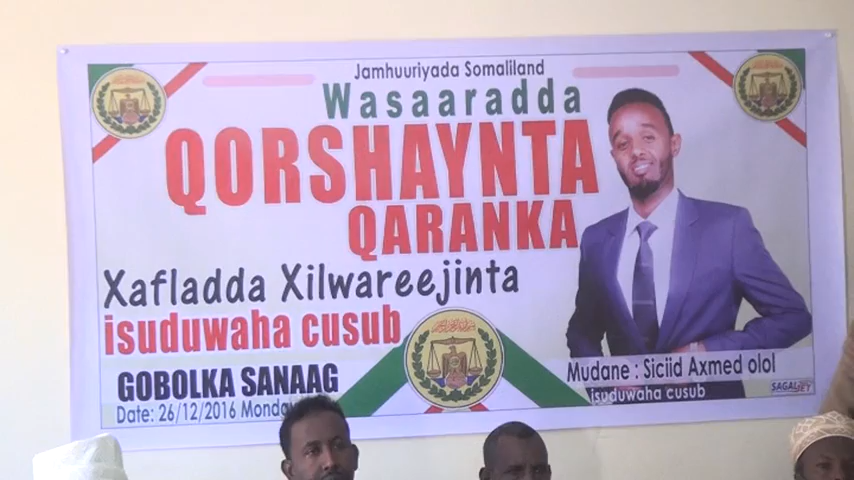 Jamhuuriyada Somaliland
Wasaaradda
QORSHAYNTA
QARANKA
Xafladda Xilwareejinta
isuduwaha cusub
GOBOLKA SANAAG
Date: 26/12/2016 Monday
Mudane : Siciid Axmed olol
isuduwaha cusub
SAGAL